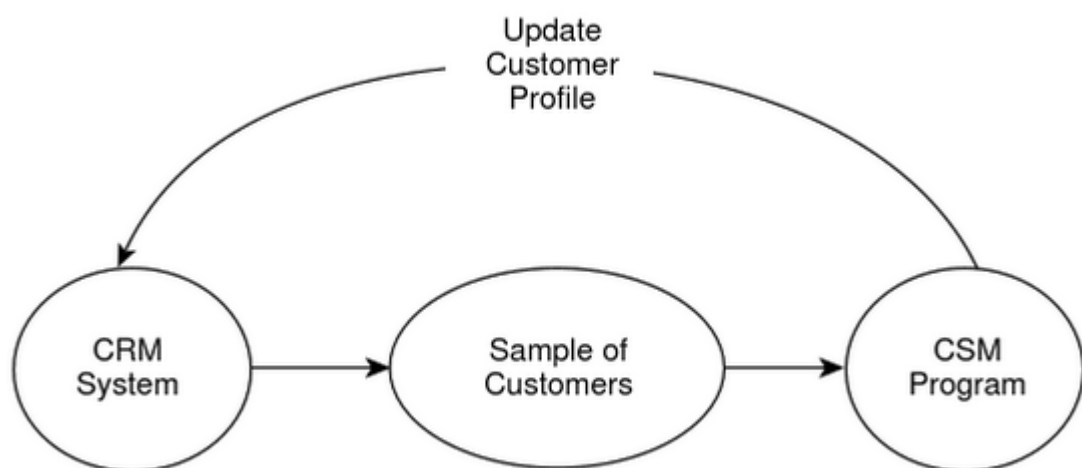 Update
Customer
Profile
CRM
System
Sample of
Customers
CSM
Program